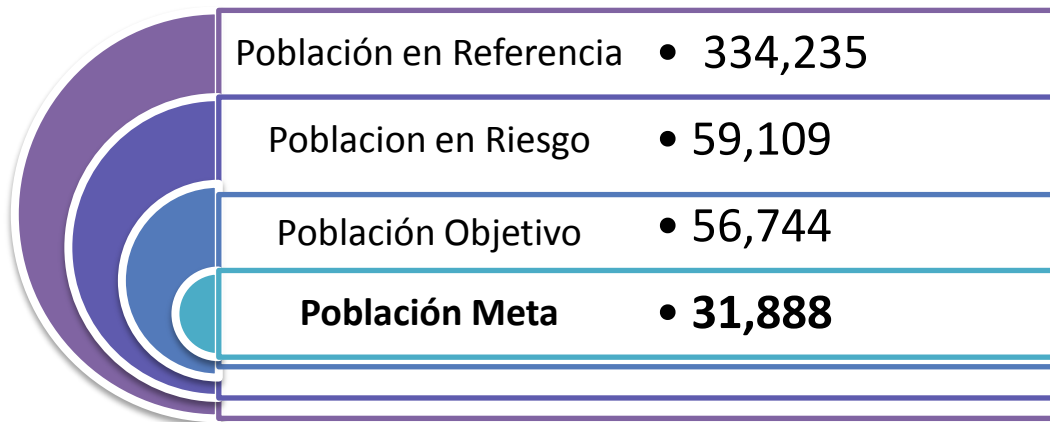 Población en Referencia • 334,235
Poblacion en Riesgo • 59,109
Población Objetivo • 56,744
Población Meta • 31,888